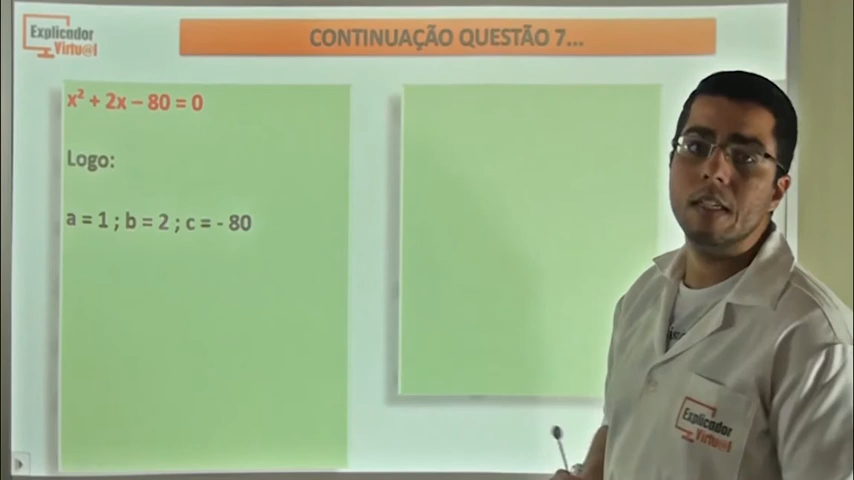 Explicador
Virtu@l
CONTINUAÇÃO QUESTÃO 7...
x² + 2x – 80 = 0
Logo:
a = 1 ; b = 2 ; c = - 80
Explicador
Virtu@l